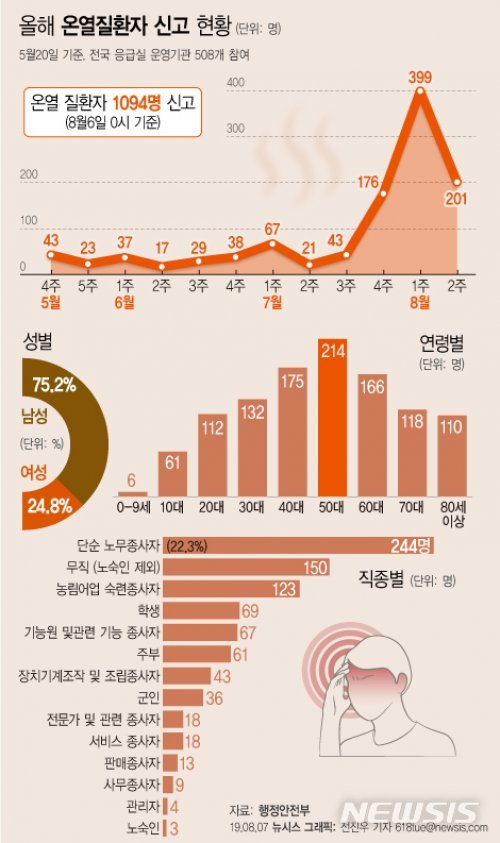 올해 온열질환자 신고 현황 (단위: 명)
5월20일 기준, 전국 응급실 운영기관 508개 참여
온열 질환자 1094명 신고
(8월6일 0시 기준)
400
300
200
100
0
43 23 37 17 29 38 67 21 43 176 399 201
4주 5주 1주 2주 3주 4주 1주 2주 3주 4주 1주 2주
5월 6월 7월 8월
성별
75.2%
남성
(단위: %)
여성
24.8%
연령별
(단위: 명)
6 61 112 132 175 214 166 118 110
0-9세 10대 20대 30대 40대 50대 60대 70대 80세
이상
단순 노무종사자 (22.3%) 244명
무직 (노숙인 제외) 150
농림어업 숙련종사자 123
직종별 (단위: 명)
학생 69
기능원 및관련 기능 종사자 67
주부 61
장치기계조작 및 조립종사자 43
군인 36
전문가 및 관련 종사자 18
서비스 종사자 18
판매종사자 13
사무종사자 9
관리자 4
노숙인 3
자료: 행정안전부
NEWSIS
19.08.07 뉴시스 그래픽: 전진우 기자 618tue@newsis.com